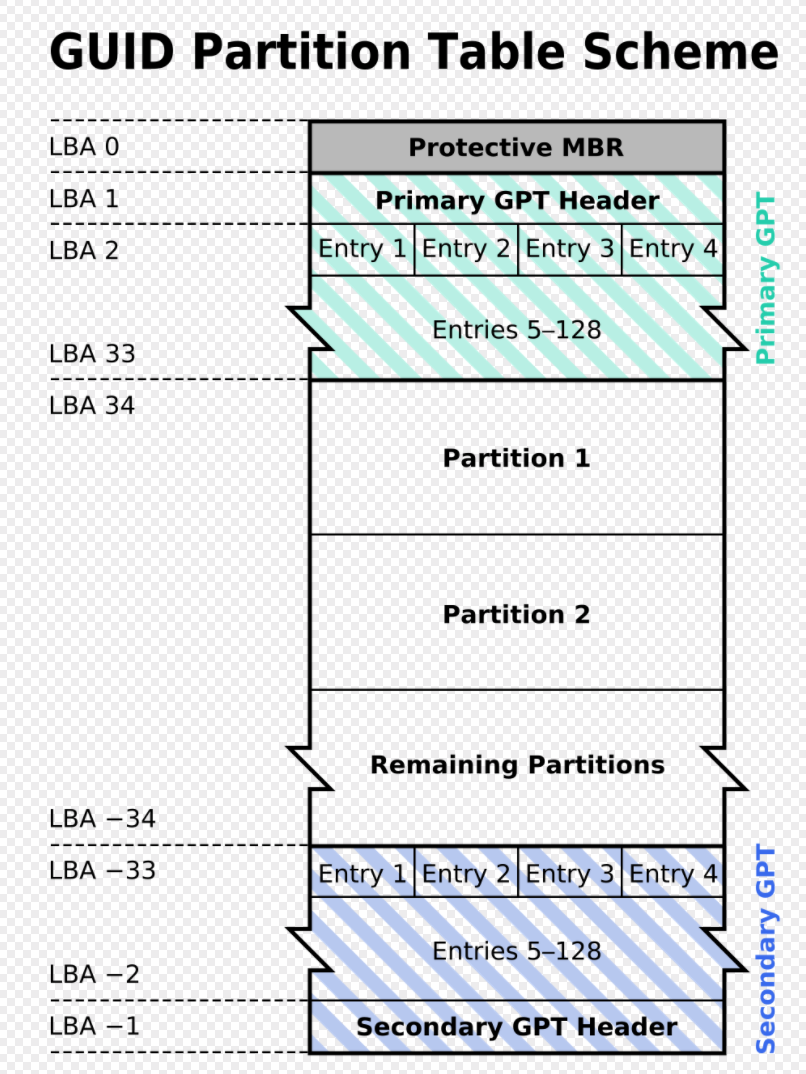 GUID Partition Table Scheme
LBA 0
Protective MBR
LBA 1
Primary GPT Header
LBA 2
Entry 1 Entry 2 Entry 3 Entry 4
Entries 5–128
LBA 33
Primary GPT
LBA 34
Partition 1
Partition 2
Remaining Partitions
LBA −34
LBA −33
Entry 1 Entry 2 Entry 3 Entry 4
Entries 5–128
LBA −2
LBA −1
Secondary GPT Header
Secondary GPT